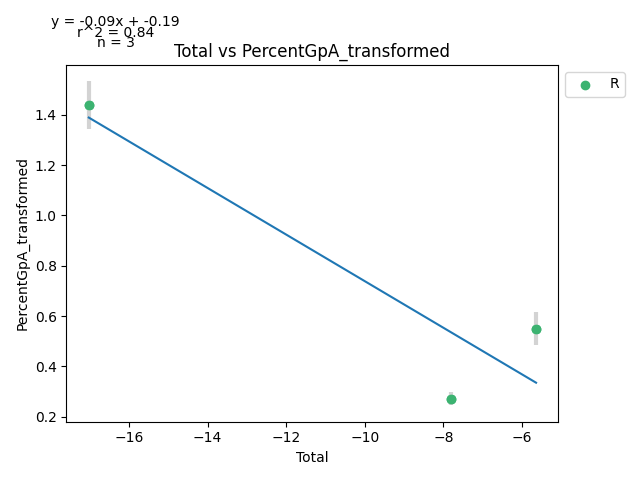 y = -0.09x + -0.19
r^2 = 0.84
n = 3
Total vs PercentGpA_transformed
R
PercentGpA_transformed
1.4
1.2
1.0
0.8
0.6
0.4
0.2
−16
−14
−12
−10
−8
−6
Total